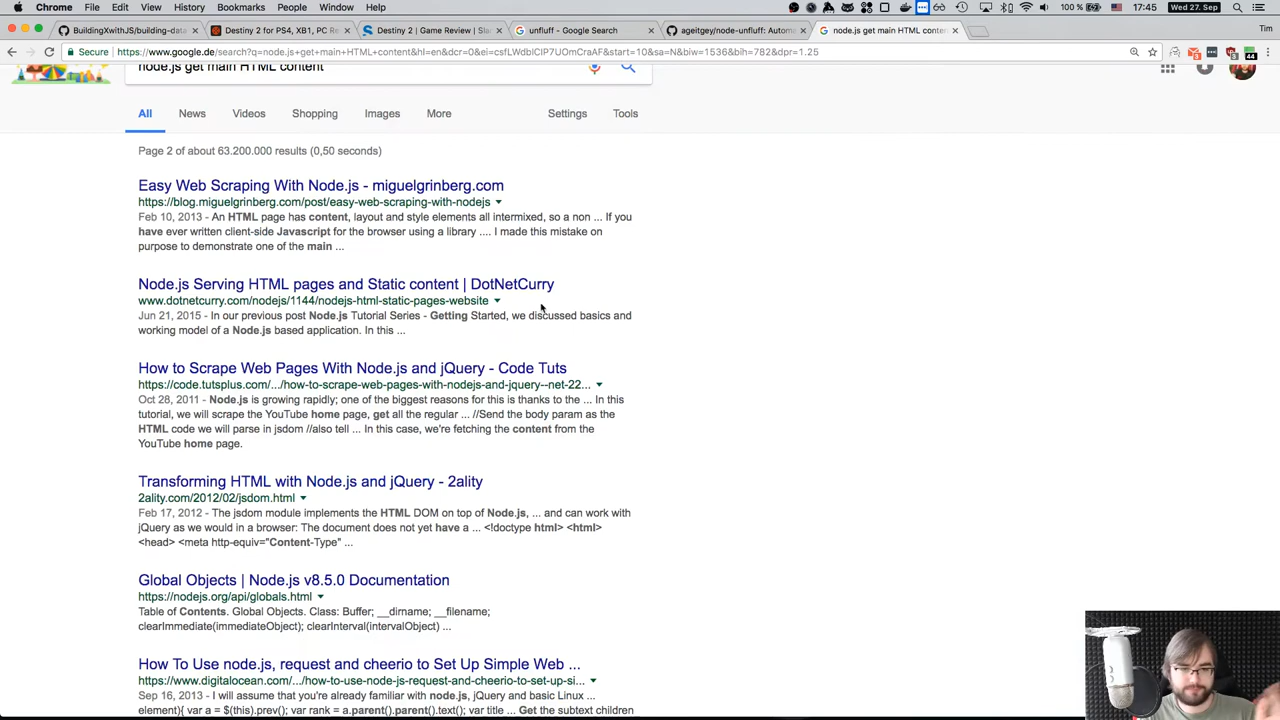 Chrome File Edit View History Bookmarks People Window Help 100 % Wed 27. Sep 17:45
BuildingXwithJS/building-data Destiny 2 for PS4, XB1, PC Re Destiny 2 | Game Review | Sla unfluff - Google Search ageitgey/node-unfluff: Automa node.js get main HTML conten Tim
Secure https://www.google.de/search?q=node.js+get+main+HTML+content&hl=en&dcr=0&ei=csfLWdbICIP7UOmCraAF&start=10&sa=N&biw=1536&bih=782&dpr=1.25
node.js get main HTML content
All News Videos Shopping Images More Settings Tools
Page 2 of about 63.200.000 results (0,50 seconds)
Easy Web Scraping With Node.js - miguelgrinberg.com
https://blog.miguelgrinberg.com/post/easy-web-scraping-with-nodejs
Feb 10, 2013 - An HTML page has content, layout and style elements all intermixed, so a non ... If you
have ever written client-side Javascript for the browser using a library .... I made this mistake on
purpose to demonstrate one of the main ...
Node.js Serving HTML pages and Static content | DotNetCurry
www.dotnetcurry.com/nodejs/1144/nodejs-html-static-pages-website
Jun 21, 2015 - In our previous post Node.js Tutorial Series - Getting Started, we discussed basics and
working model of a Node.js based application. In this ...
How to Scrape Web Pages With Node.js and jQuery - Code Tuts
https://code.tutsplus.com/.../how-to-scrape-web-pages-with-nodejs-and-jquery--net-22...
Oct 28, 2011 - Node.js is growing rapidly; one of the biggest reasons for this is thanks to the ... In this
tutorial, we will scrape the YouTube home page, get all the regular ... //Send the body param as the
HTML code we will parse in jsdom //also tell ... In this case, we're fetching the content from the
YouTube home page.
Transforming HTML with Node.js and jQuery - 2ality
2ality.com/2012/02/jsdom.html
Feb 17, 2012 - The jsdom module implements the HTML DOM on top of Node.js, ... and can work with
jQuery as we would in a browser: The document does not yet have a ... <!doctype html> <html>
<head> <meta http-equiv="Content-Type" ...
Global Objects | Node.js v8.5.0 Documentation
https://nodejs.org/api/globals.html
Table of Contents. Global Objects. Class: Buffer; __dirname; __filename;
clearImmediate(immediateObject); clearInterval(intervalObject) ...
How To Use node.js, request and cheerio to Set Up Simple Web ...
https://www.digitalocean.com/.../how-to-use-node-js-request-and-cheerio-to-set-up-si...
Sep 16, 2013 - I will assume that you're already familiar with node.js, jQuery and basic Linux ...
element){ var a = $(this).prev(); var rank = a.parent().parent().text(); var title ... Get the subtext children